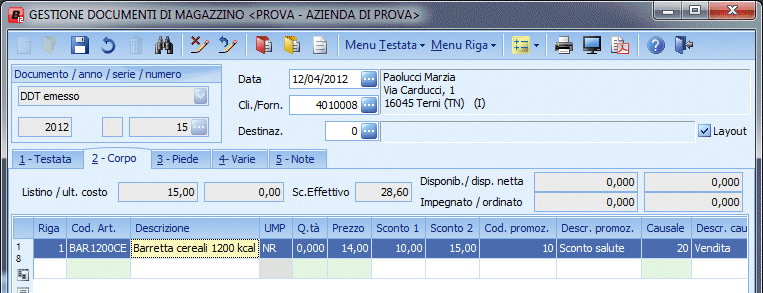 GESTIONE DOCUMENTI DI MAGAZZINO <PROVA - AZIENDA DI PROVA>
Menu Testata Menu Riga
Documento / anno / serie / numero
DDT emesso
2012 15
Data 12/04/2012
Cli./Forn. 4010008
Destinaz. 0
Paolucci Marzia
Via Carducci, 1
16045 Terni (TN) (I)
Layout
1 - Testata 2 - Corpo 3 - Piede 4- Varie 5 - Note
Listino / ult. costo 15,00 0,00 Sc.Effettivo 28,60
Disponib./ disp. netta 0,000 0,000
Impegnato / ordinato 0,000 0,000
Riga Cod. Art. Descrizione UMP Q.tà Prezzo Sconto 1 Sconto 2 Cod. promoz. Descr. promoz. Causale Descr. cau
1 BAR1200CE Barretta cereali 1200 kcal NR. 0,000 14,00 10,00 15,00 10 Sconto salute 20 Vendita
1
8